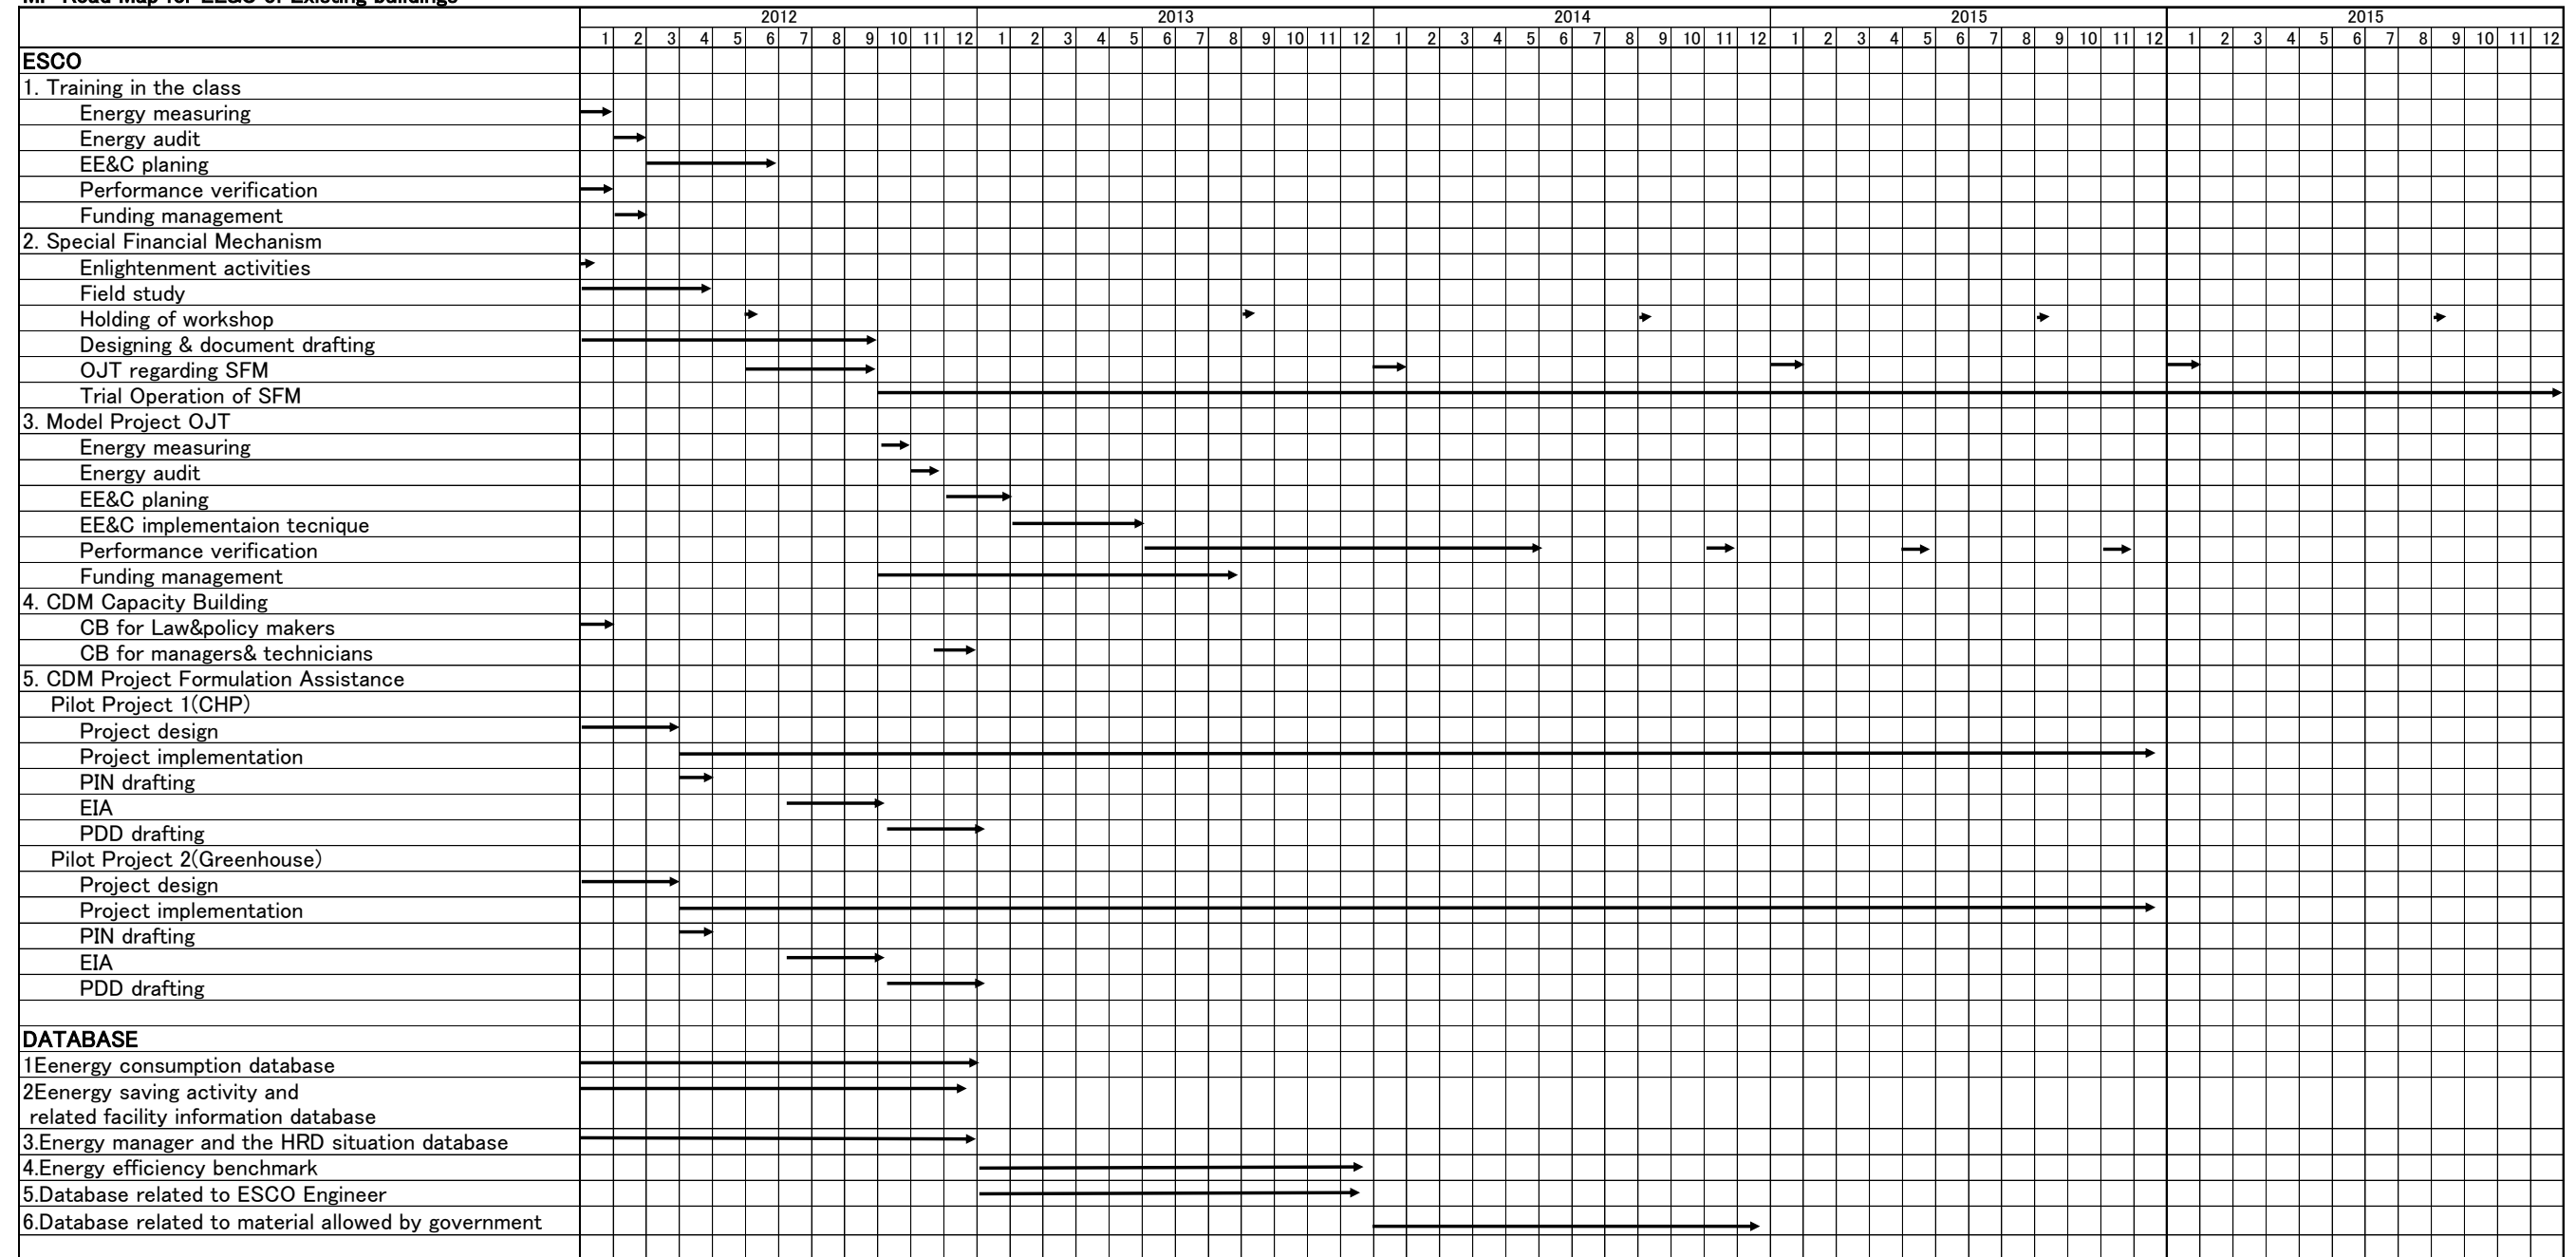 2012 2013 2014 2015 2015
1 2 3 4 5 6 7 8 9 10 11 12 1 2 3 4 5 6 7 8 9 10 11 12 1 2 3 4 5 6 7 8 9 10 11 12 1 2 3 4 5 6 7 8 9 10 11 12 1 2 3 4 5 6 7 8 9 10 11 12
ESCO
1. Training in the class
Energy measuring
Energy audit
EE&C planing
Performance verification
Funding management
2. Special Financial Mechanism
Enlightenment activities
Field study
Holding of workshop
Designing & document drafting
OJT regarding SFM
Trial Operation of SFM
3. Model Project OJT
Energy measuring
Energy audit
EE&C planing
EE&C implementaion tecnique
Performance verification
Funding management
4. CDM Capacity Building
CB for Law&policy makers
CB for managers& technicians
5. CDM Project Formulation Assistance
Pilot Project 1(CHP)
Project design
Project implementation
PIN drafting
EIA
PDD drafting
Pilot Project 2(Greenhouse)
Project design
Project implementation
PIN drafting
EIA
PDD drafting
DATABASE
1Eenergy consumption database
2Eenergy saving activity and
related facility information database
3.Energy manager and the HRD situation database
4.Energy efficiency benchmark
5.Database related to ESCO Engineer
6.Database related to material allowed by government